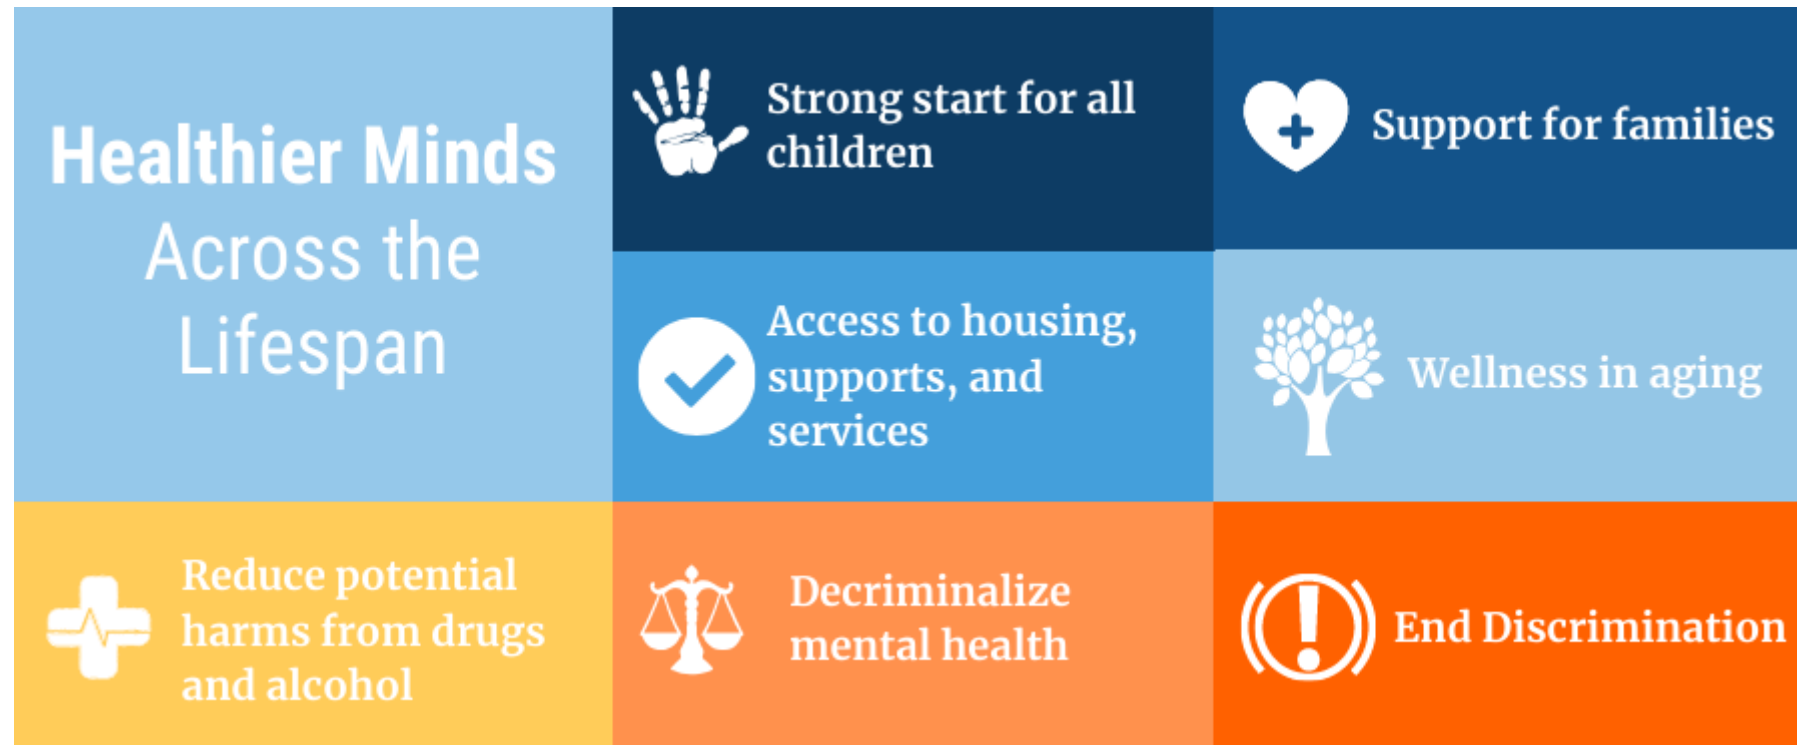 Healthier Minds
Across the
Lifespan
Strong start for all
children
Support for families
Access to housing,
supports, and
services
Wellness in aging
Reduce potential
harms from drugs
and alcohol
Decriminalize
mental health
End Discrimination